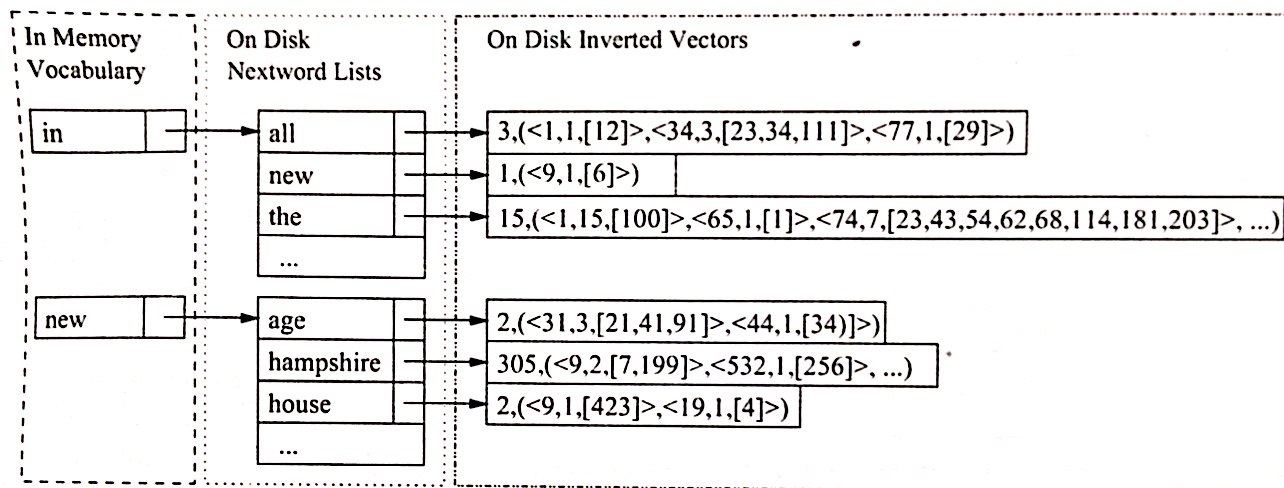 In Memory Vocabulary
On Disk Nextword Lists
On Disk Inverted Vectors
in
all
3,(<1,1,[12]>,<34,3,[23,34,111]>,<77,1,[29]>)
new
1,(<9,1,[6]>)
the
15,(<1,15,[100]>,<65,1,[1]>,<74,7,[23,43,54,62,68,114,181,203]>, ...)
...
new
age
2,(<31,3,[21,41,91]>,<44,1,[34)]>)
hampshire
305,(<9,2,[7,199]>,<532,1,[256]>, ...)
house
2,(<9,1,[423]>,<19,1,[4]>)
...